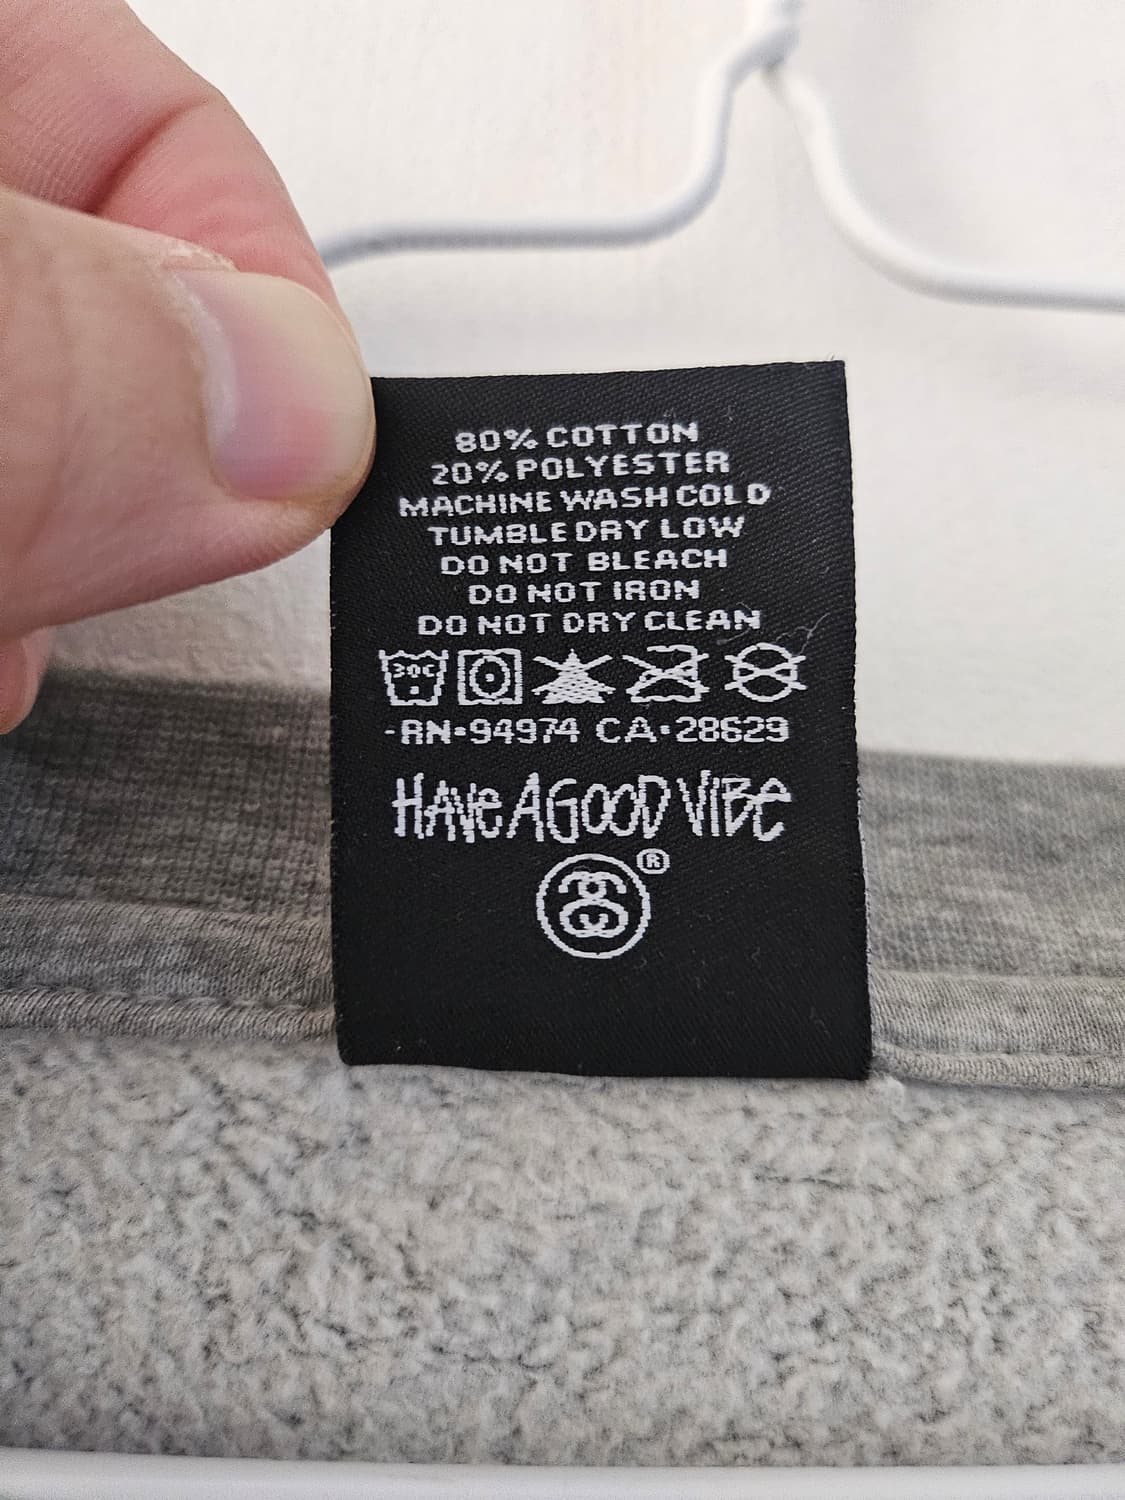 80% COTTON
20% POLYESTER
MACHINE WASH COLD
TUMBLE DRY LOW
DO NOT BLEACH
DO NOT IRON
DO NOT DRY CLEAN
30C
-RN•94974 CA•28629
HAVE A GOOD VIBE
®